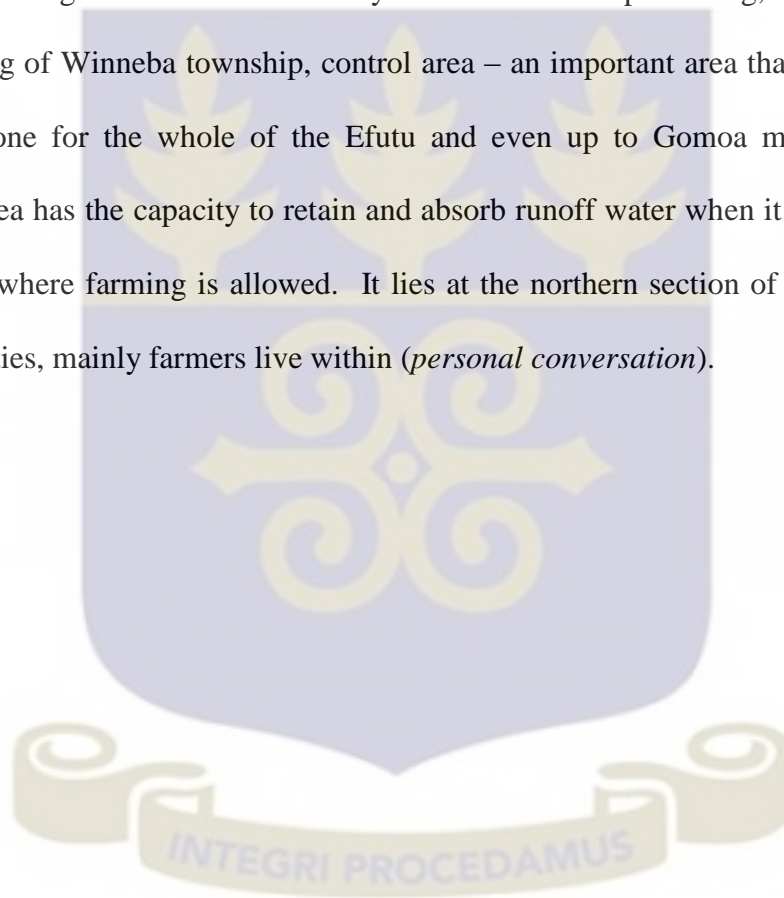 g of Winneba township, control area – an important area tha
one for the whole of the Efutu and even up to Gomoa m
ea has the capacity to retain and absorb runoff water when it
where farming is allowed. It lies at the northern section of
ies, mainly farmers live within (personal conversation).
INTEGRI PROCEDAMUS